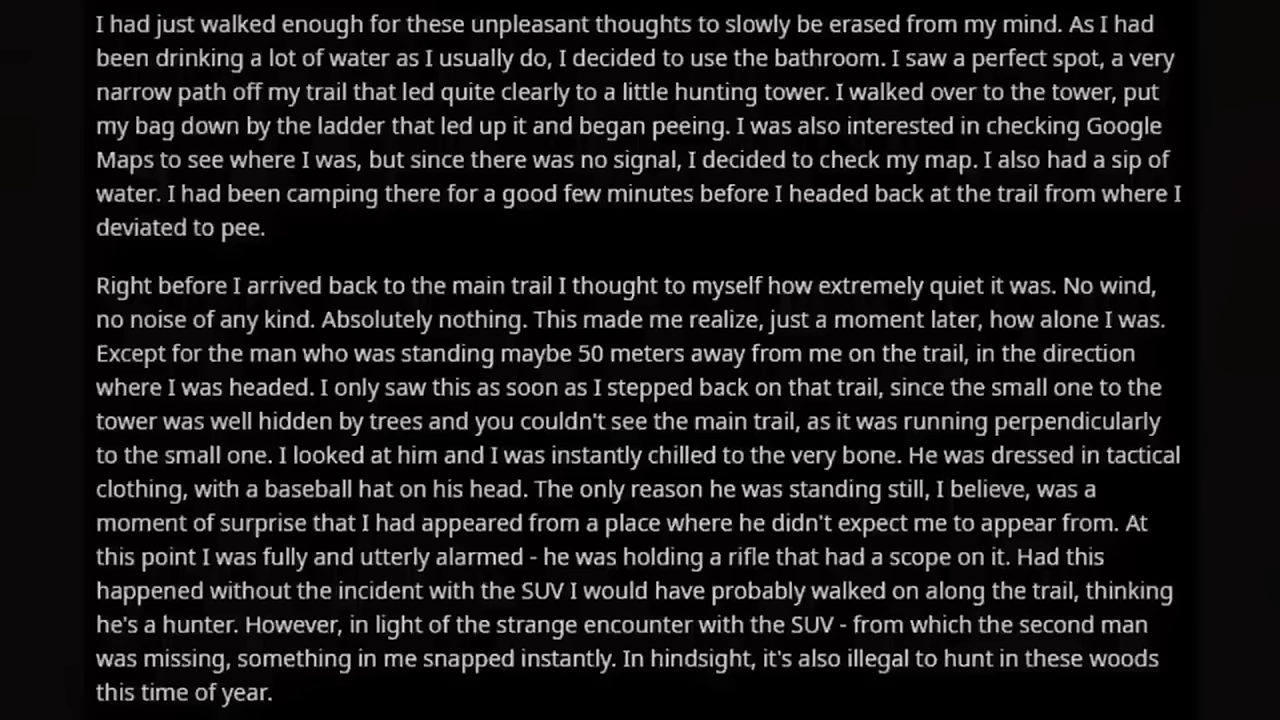 I had just walked enough for these unpleasant thoughts to slowly be erased from my mind. As I had
been drinking a lot of water as I usually do, I decided to use the bathroom. I saw a perfect spot, a very
narrow path off my trail that led quite clearly to a little hunting tower. I walked over to the tower, put
my bag down by the ladder that led up it and began peeing. I was also interested in checking Google
Maps to see where I was, but since there was no signal, I decided to check my map. I also had a sip of
water. I had been camping there for a good few minutes before I headed back at the trail from where I
deviated to pee.
Right before I arrived back to the main trail I thought to myself how extremely quiet it was. No wind,
no noise of any kind. Absolutely nothing. This made me realize, just a moment later, how alone I was.
Except for the man who was standing maybe 50 meters away from me on the trail, in the direction
where I was headed. I only saw this as soon as I stepped back on that trail, since the small one to the
tower was well hidden by trees and you couldn't see the main trail, as it was running perpendicularly
to the small one. I looked at him and I was instantly chilled to the very bone. He was dressed in tactical
clothing, with a baseball hat on his head. The only reason he was standing still, I believe, was a
moment of surprise that I had appeared from a place where he didn't expect me to appear from. At
this point I was fully and utterly alarmed - he was holding a rifle that had a scope on it. Had this
happened without the incident with the SUV I would have probably walked on along the trail, thinking
he's a hunter. However, in light of the strange encounter with the SUV - from which the second man
was missing, something in me snapped instantly. In hindsight, it's also illegal to hunt in these woods
this time of year.